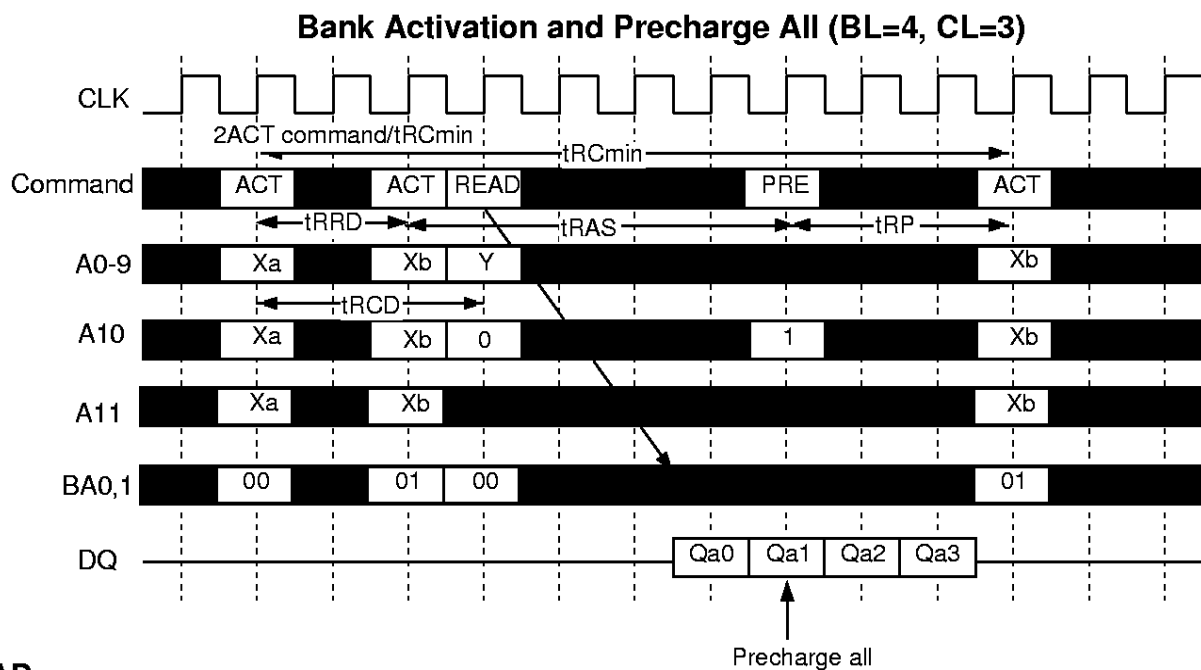 Bank Activation and Precharge All (BL=4, CL=3)
CLK
2ACT command/tRCmin
tRCmin
Command ACT ACT READ PRE ACT
tRRD tRAS tRP
A0-9 Xa Xb Y Xb
tRCD
A10 Xa Xb 0 1 Xb
A11 Xa Xb Xb
BA0,1 00 01 00 01
DQ Qa0 Qa1 Qa2 Qa3
Precharge all